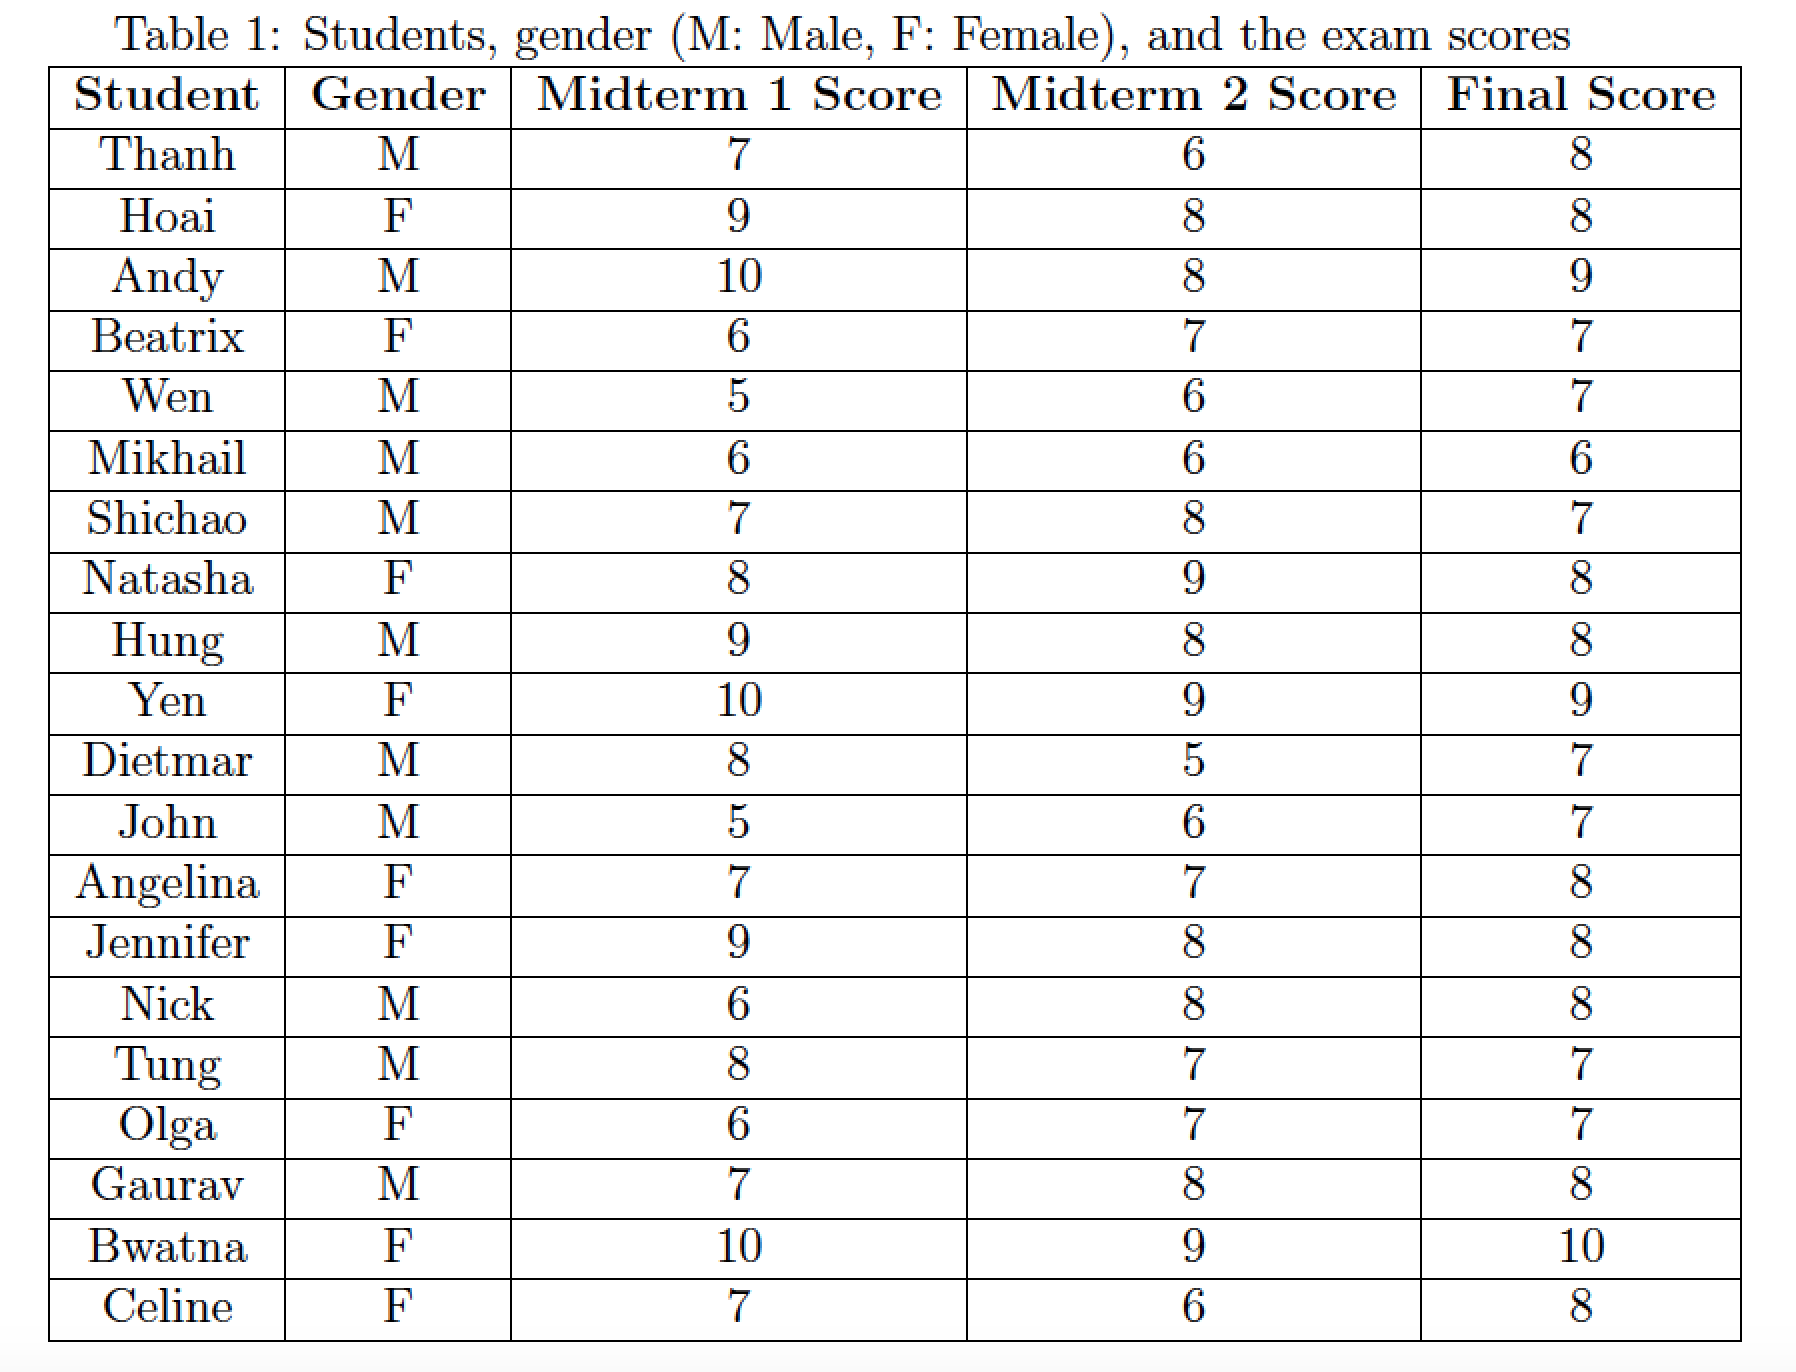 Table 1: Students, gender (M: Male, F: Female), and the exam scores
Student Gender Midterm 1 Score Midterm 2 Score Final Score
Thanh M 7 6 8
Hoai F 9 8 8
Andy M 10 8 9
Beatrix F 6 7 7
Wen M 5 6 7
Mikhail M 6 6 6
Shichao M 7 8 7
Natasha F 8 9 8
Hung M 9 8 8
Yen F 10 9 9
Dietmar M 8 5 7
John M 5 6 7
Angelina F 7 7 8
Jennifer F 9 8 8
Nick M 6 8 8
Tung M 8 7 7
Olga F 6 7 7
Gaurav M 7 8 8
Bwatna F 10 9 10
Celine F 7 6 8